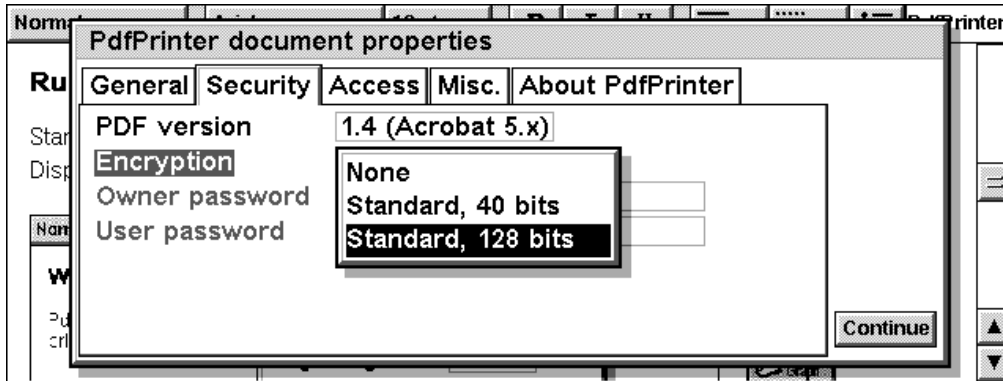 PdfPrinter document properties
Ru
General Security Access Misc. About PdfPrinter
PDF version 1.4 (Acrobat 5.x)
Encryption
None
Owner password
Standard, 40 bits
User password
Standard, 128 bits
Continue